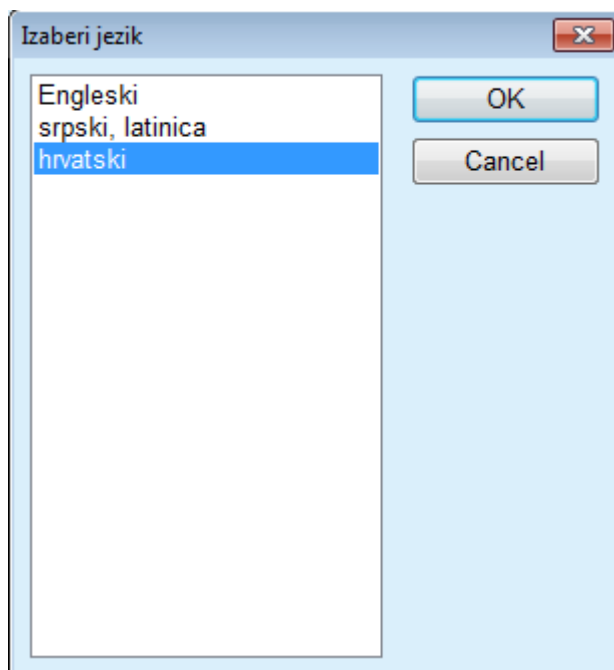 Izaberi jezik
Engleski
srpski, latinica
hrvatski
OK
Cancel